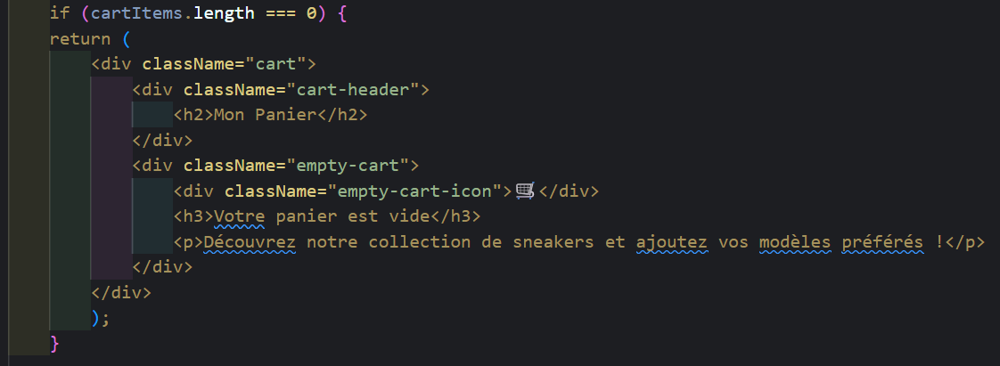 if (cartItems.length === 0) {
return (
<div className="cart">
<div className="cart-header">
<h2>Mon Panier</h2>
</div>
<div className="empty-cart">
<div className="empty-cart-icon">🛒</div>
<h3>Votre panier est vide</h3>
<p>Découvrez notre collection de sneakers et ajoutez vos modèles préférés !</p>
</div>
</div>
);
}